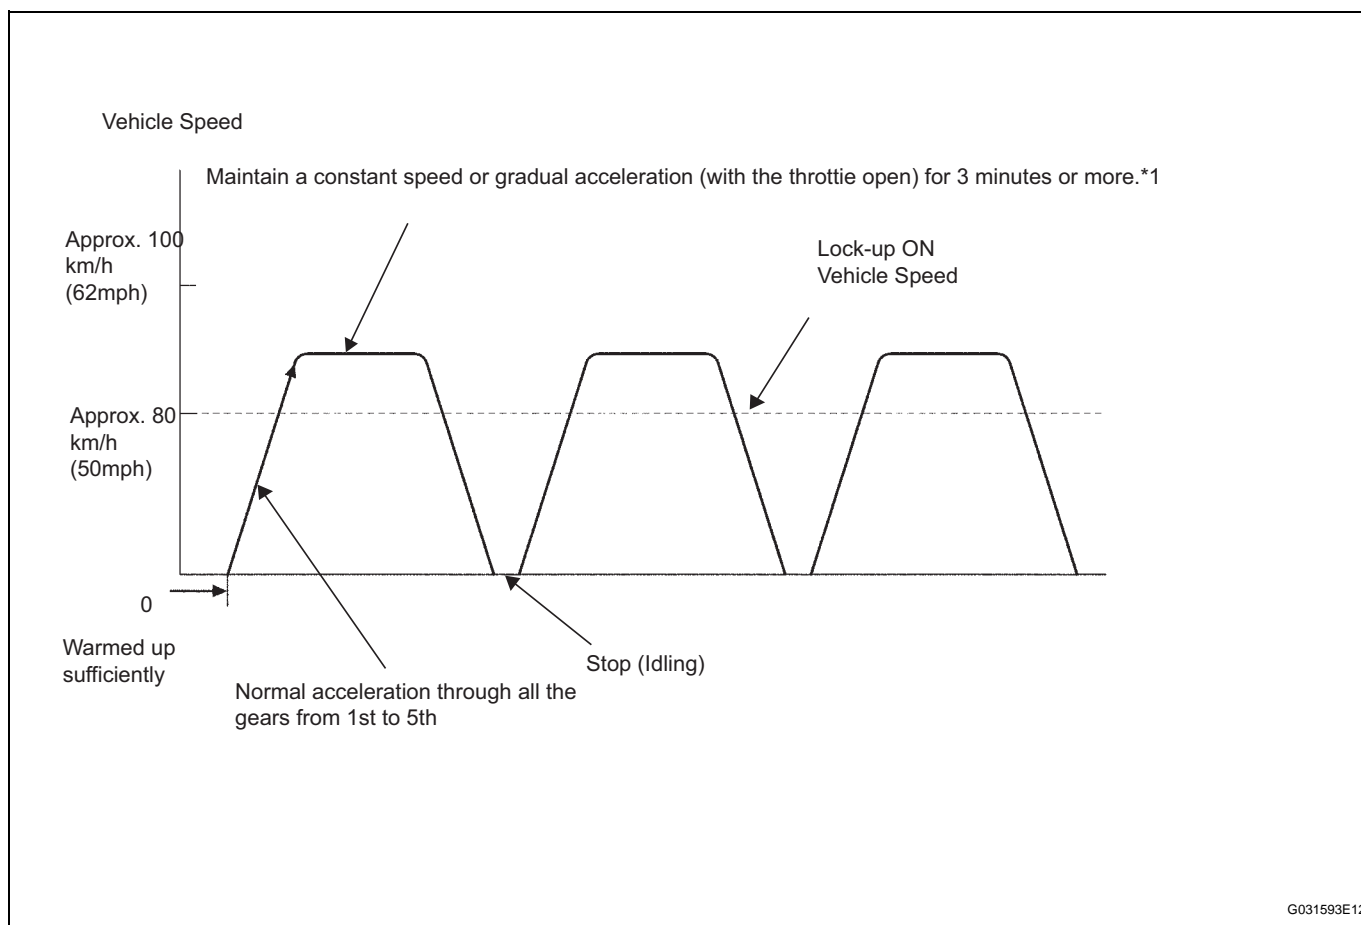 Vehicle Speed
Maintain a constant speed or gradual acceleration (with the throttie open) for 3 minutes or more.*1
Approx. 100
km/h
(62mph)
Lock-up ON
Vehicle Speed
Approx. 80
km/h
(50mph)
0
Warmed up
sufficiently
Stop (Idling)
Normal acceleration through all the
gears from 1st to 5th
G031593E12